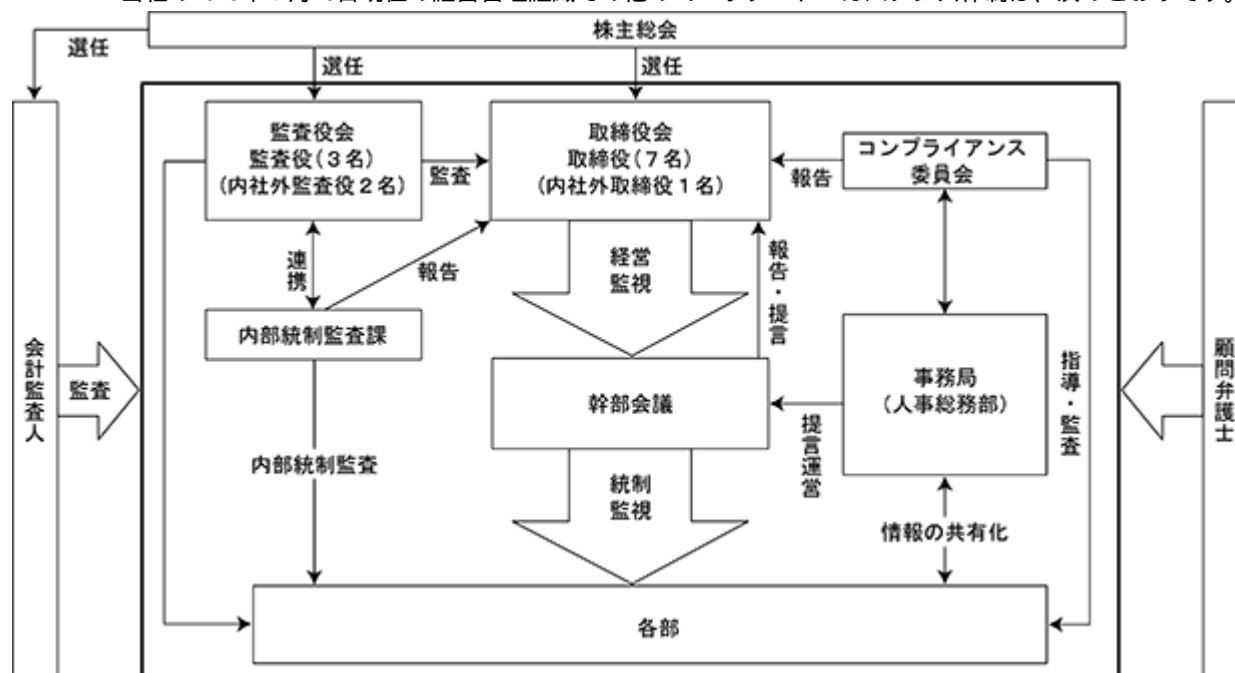 株主総会
選任
選任
選任
監査役会
監査役(3名)
(内社外監査役2名)
監査
取締役会
取締役(7名)
(内社外取締役1名)
報告
コンプライアンス
委員会
連携
報告
経営
監視
報告・提言
内部統制監査課
会計監査人
監査
幹部会議
事務局
(人事総務部)
指導・監査
顧問弁護士
提言運営
内部統制監査
統制
監視
情報の共有化
各部